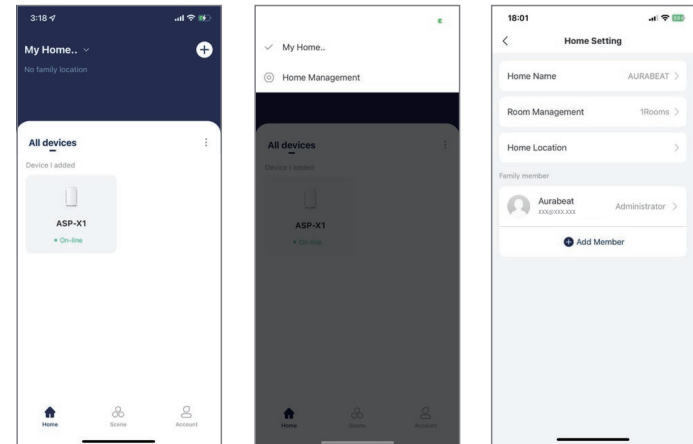 3:18
My Home..
No family location
All devices
Device I added
ASP-X1
On-line
Home
Scene
Account
My Home..
Home Management
All devices
Device I added
ASP-X1
On-line
Home
Scene
Account
18:01
Home Setting
Home Name AURABEAT
Room Management 1Rooms
Home Location
Family member
Aurabeat
xxx@xxx.xxx
Administrator
Add Member